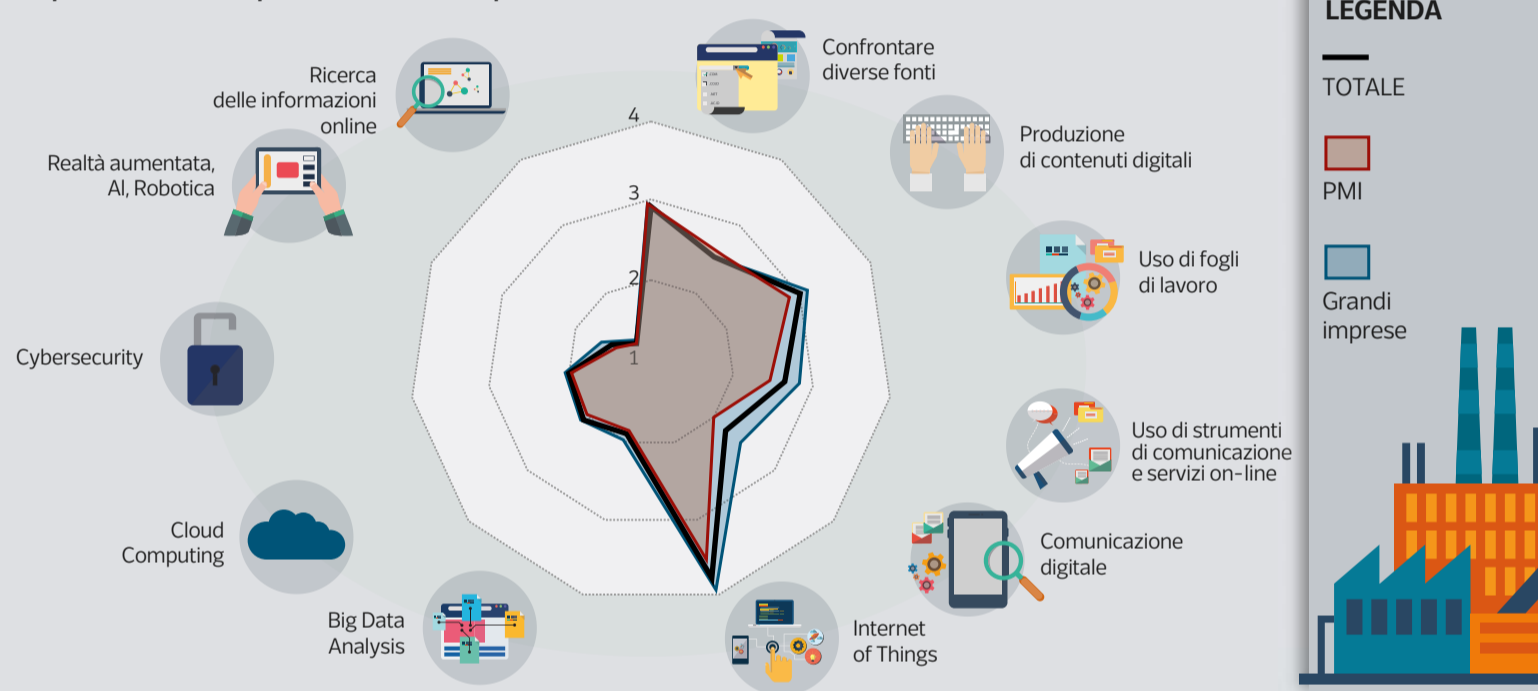 Ricerca
delle informazioni
online
Confrontare
diverse fonti
Produzione
di contenuti digitali
Uso di fogli
di lavoro
Uso di strumenti
di comunicazione
e servizi on-line
Comunicazione
digitale
Internet
of Things
Big Data
Analysis
Cloud
Computing
Cybersecurity
Realtà aumentata,
AI, Robotica
4
3
2
1
LEGENDA
TOTALE
PMI
Grandi
imprese